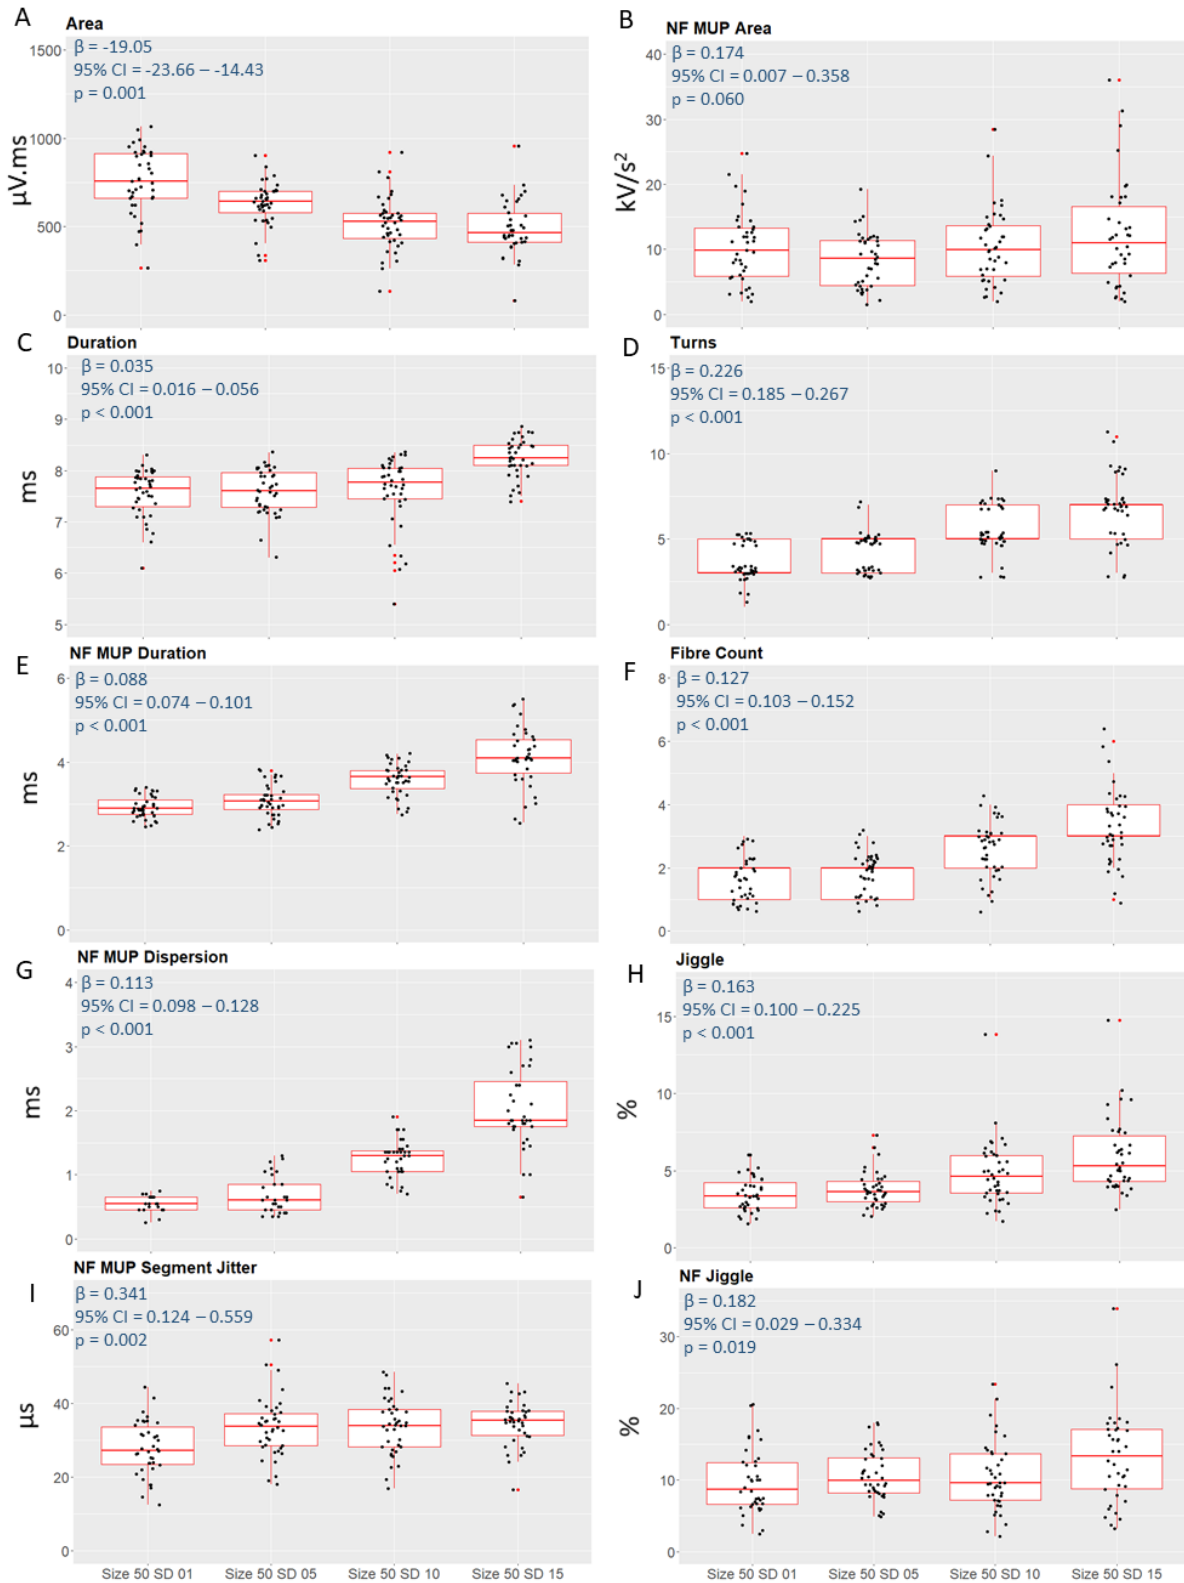 A
Area
β = -19.05
95% CI = -23.66 – -14.43
p = 0.001
1500
1000
500
0
μV.ms
B
NF MUP Area
β = 0.174
95% CI = 0.007 – 0.358
p = 0.060
40
30
20
10
0
kV/s²
C
Duration
β = 0.035
95% CI = 0.016 – 0.056
p < 0.001
10
9
8
7
6
5
ms
D
Turns
β = 0.226
95% CI = 0.185 – 0.267
p < 0.001
15
10
5
0
E
NF MUP Duration
β = 0.088
95% CI = 0.074 – 0.101
p < 0.001
6
4
2
0
ms
F
Fibre Count
β = 0.127
95% CI = 0.103 – 0.152
p < 0.001
8
6
4
2
0
G
NF MUP Dispersion
β = 0.113
95% CI = 0.098 – 0.128
p < 0.001
4
3
2
1
0
ms
H
Jiggle
β = 0.163
95% CI = 0.100 – 0.225
p < 0.001
15
10
5
0
%
I
NF MUP Segment Jitter
β = 0.341
95% CI = 0.124 – 0.559
p = 0.002
60
40
20
0
μs
Size 50 SD 01 Size 50 SD 05 Size 50 SD 10 Size 50 SD 15
J
NF Jiggle
β = 0.182
95% CI = 0.029 – 0.334
p = 0.019
30
20
10
0
%
Size 50 SD 01 Size 50 SD 05 Size 50 SD 10 Size 50 SD 15